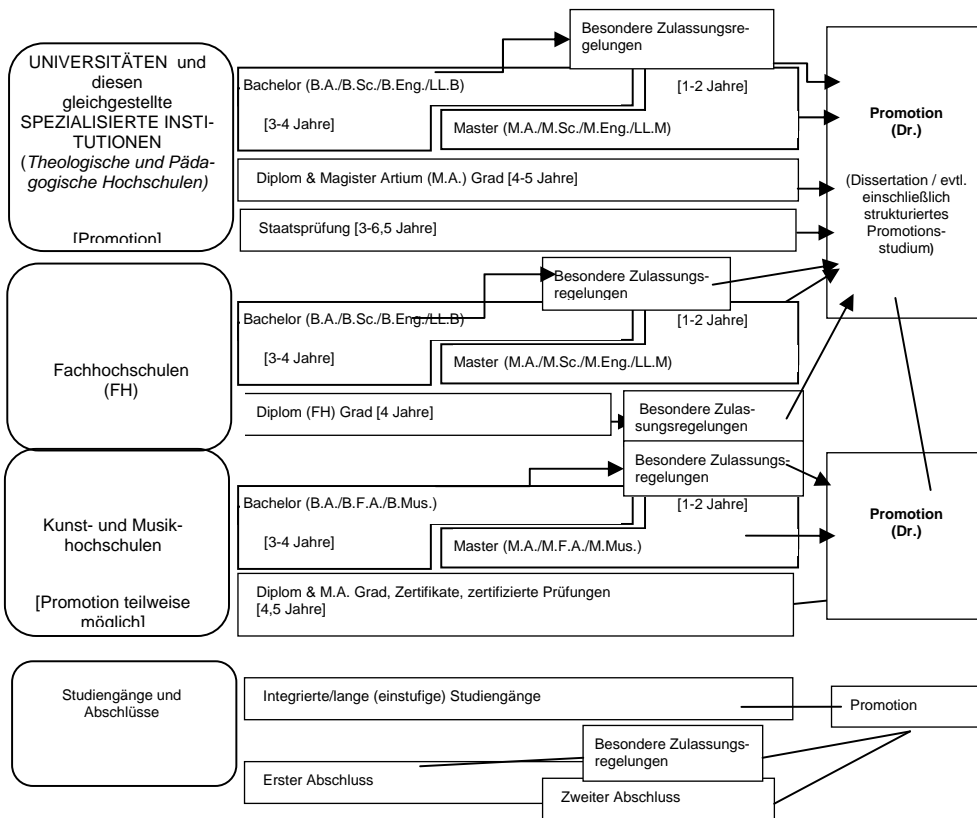 Besondere Zulassungsre-
gelungen
UNIVERSITÄTEN und
diesen
gleichgestellte
SPEZIALISIERTE INSTI-
TUTIONEN
(Theologische und Päda-
gogische Hochschulen)
[Promotion]
Bachelor (B.A./B.Sc./B.Eng./LL.B)
[3-4 Jahre]
[1-2 Jahre]
Master (M.A./M.Sc./M.Eng./LL.M)
Diplom & Magister Artium (M.A.) Grad [4-5 Jahre]
Staatsprüfung [3-6,5 Jahre]
Promotion
(Dr.)
(Dissertation / evtl.
einschließlich
strukturiertes
Promotions-
studium)
Fachhochschulen
(FH)
Besondere Zulassungs-
regelungen
Bachelor (B.A./B.Sc./B.Eng./LL.B)
[3-4 Jahre]
[1-2 Jahre]
Master (M.A./M.Sc./M.Eng./LL.M)
Diplom (FH) Grad [4 Jahre]
Besondere Zulas-
sungsregelungen
Kunst- und Musik-
hochschulen
[Promotion teilweise
möglich]
Besondere Zulassungs-
regelungen
Bachelor (B.A./B.F.A./B.Mus.)
[3-4 Jahre]
[1-2 Jahre]
Master (M.A./M.F.A./M.Mus.)
Diplom & M.A. Grad, Zertifikate, zertifizierte Prüfungen
[4,5 Jahre]
Promotion
(Dr.)
Studiengänge und
Abschlüsse
Integrierte/lange (einstufige) Studiengänge
Promotion
Besondere Zulassungs-
regelungen
Erster Abschluss
Zweiter Abschluss